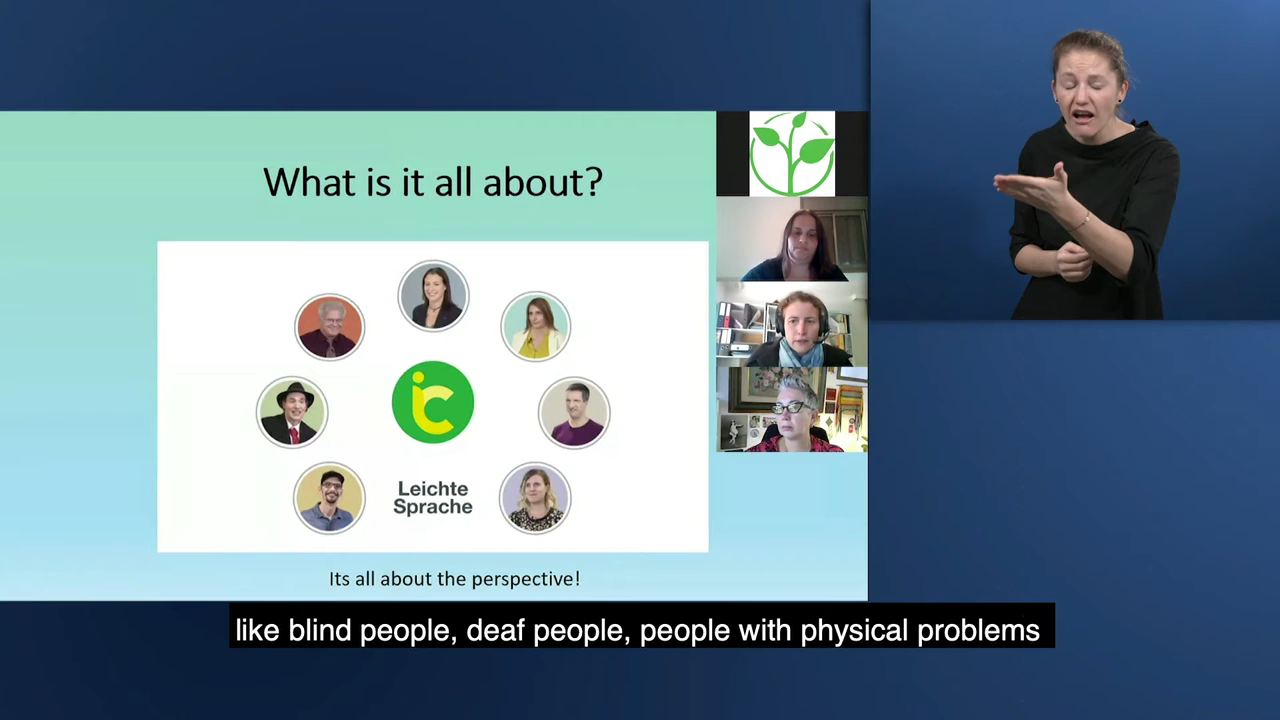 What is it all about?
ic
Leichte
Sprache
Its all about the perspective!
like blind people, deaf people, people with physical problems